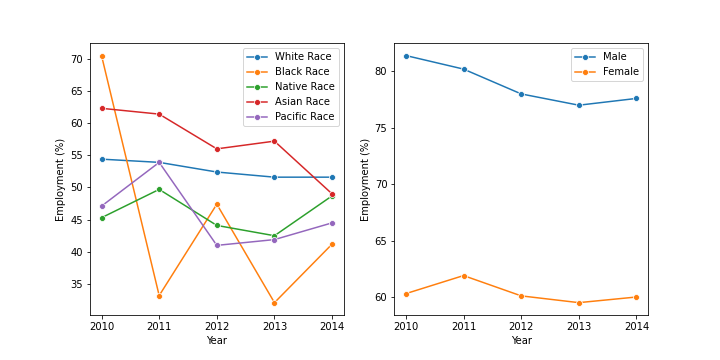 White Race
Black Race
Native Race
Asian Race
Pacific Race
Employment (%)
70
65
60
55
50
45
40
35
2010 2011 2012 2013 2014
Year
Male
Female
Employment (%)
80
75
70
65
60
2010 2011 2012 2013 2014
Year